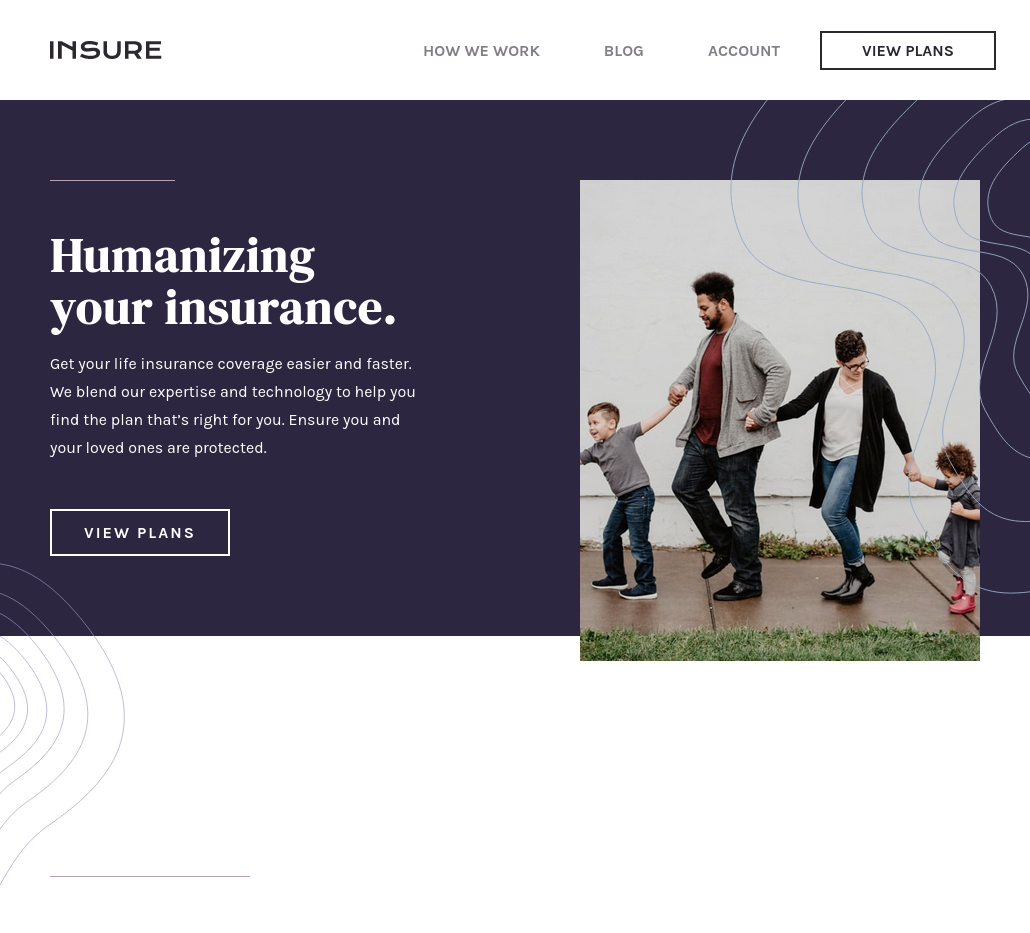 INSURE
HOW WE WORK
BLOG
ACCOUNT
VIEW PLANS
Humanizing
your insurance.
Get your life insurance coverage easier and faster.
We blend our expertise and technology to help you
find the plan that’s right for you. Ensure you and
your loved ones are protected.
VIEW PLANS